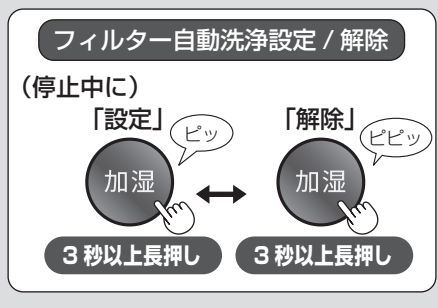 フィルター自動洗浄設定 / 解除
（停止中に）
「設定」 「解除」
ピッ ピピッ
加湿 加湿
3 秒以上長押し 3 秒以上長押し